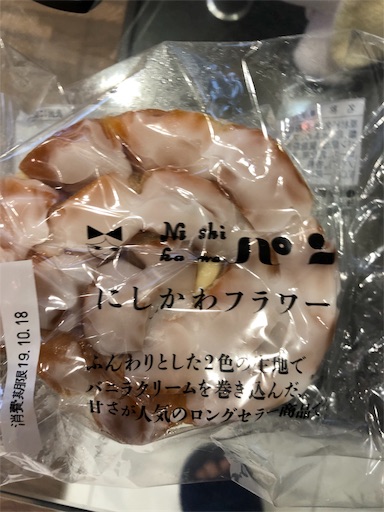 Ni shi
パン
ka wa
にしかわフラワー
ふんわりとした2色の生地で
バニラクリームを巻き込んだ、
甘さが人気のロングセラー商品で
消費期限19.10.18